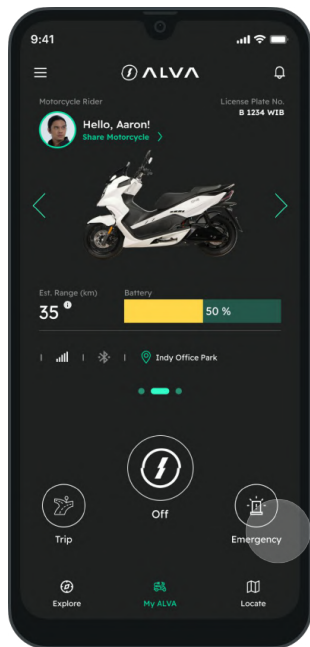 9:41
ALVA
Motorcycle Rider
License Plate No.
B 1234 WIB
Hello, Aaron!
Share Motorcycle
Est. Range (km)
Battery
35
50 %
Indy Office Park
Off
Trip
Emergency
Explore
My ALVA
Locate